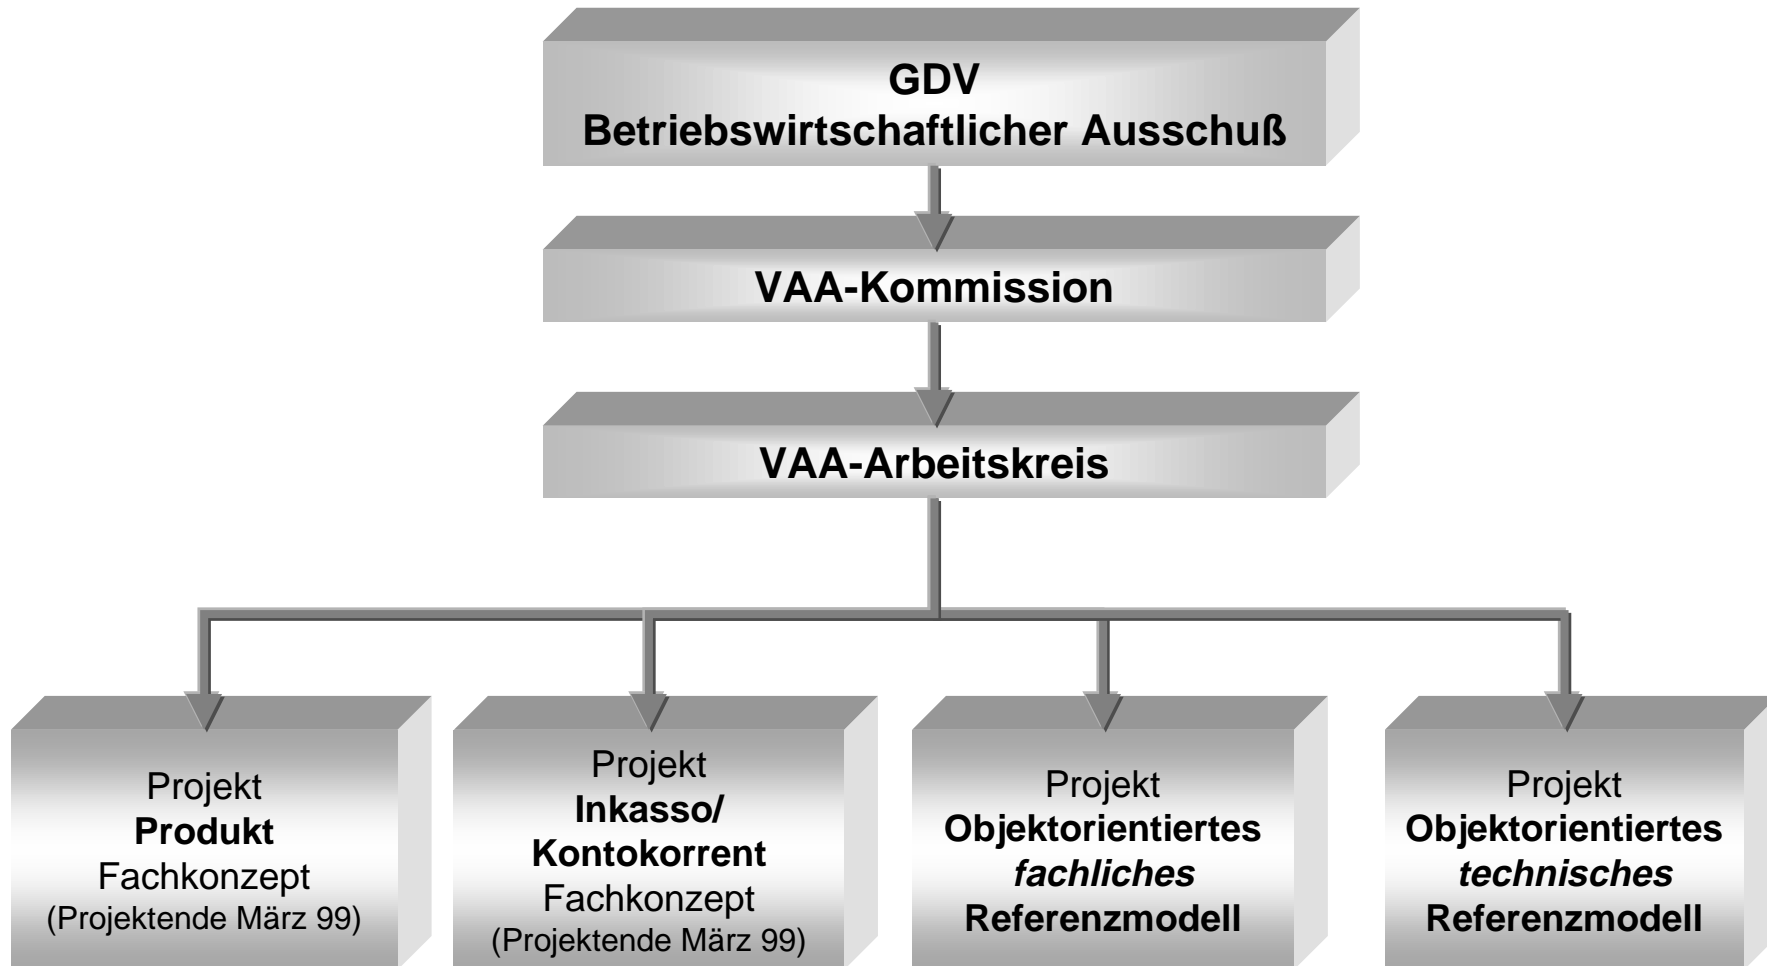 GDV
Betriebswirtschaftlicher Ausschuß
VAA-Kommission
VAA-Arbeitskreis
Projekt
Produkt
Fachkonzept
(Projektende März 99)
Projekt
Inkasso/
Kontokorrent
Fachkonzept
(Projektende März 99)
Projekt
Objektorientiertes
fachliches
Referenzmodell
Projekt
Objektorientiertes
technisches
Referenzmodell